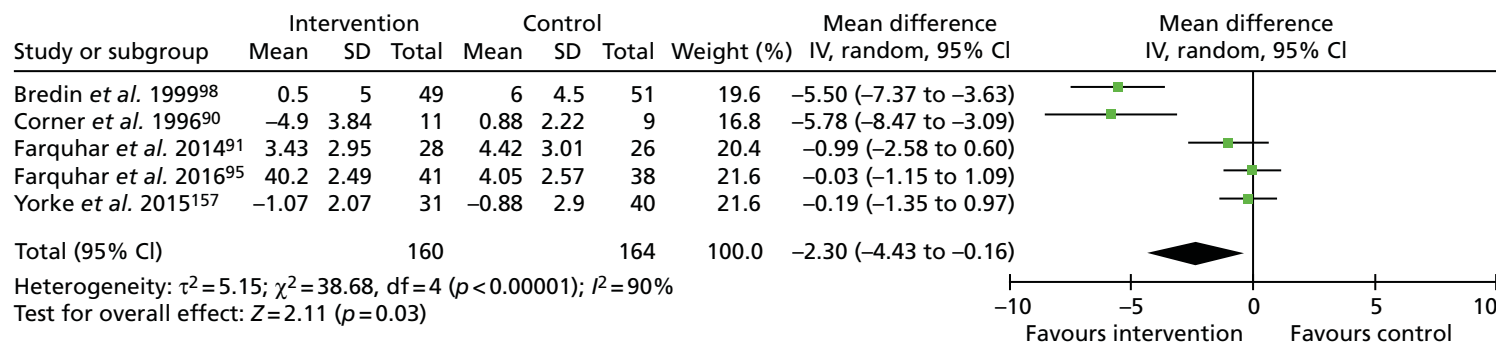 Intervention Control Mean difference Mean difference
Study or subgroup Mean SD Total Mean SD Total Weight (%) IV, random, 95% CI IV, random, 95% CI
Bredin et al. 1999⁹⁸ 0.5 5 49 6 4.5 51 19.6 –5.50 (–7.37 to –3.63)
Corner et al. 1996⁹⁰ –4.9 3.84 11 0.88 2.22 9 16.8 –5.78 (–8.47 to –3.09)
Farquhar et al. 2014⁹¹ 3.43 2.95 28 4.42 3.01 26 20.4 –0.99 (–2.58 to 0.60)
Farquhar et al. 2016⁹⁵ 40.2 2.49 41 4.05 2.57 38 21.6 –0.03 (–1.15 to 1.09)
Yorke et al. 2015¹⁵⁷ –1.07 2.07 31 –0.88 2.9 40 21.6 –0.19 (–1.35 to 0.97)
Total (95% CI) 160 164 100.0 –2.30 (–4.43 to –0.16)
Heterogeneity: τ²=5.15; χ²=38.68, df=4 (p<0.00001); I²=90%
Test for overall effect: Z=2.11 (p=0.03)
–10 –5 0 5 10
Favours intervention Favours control